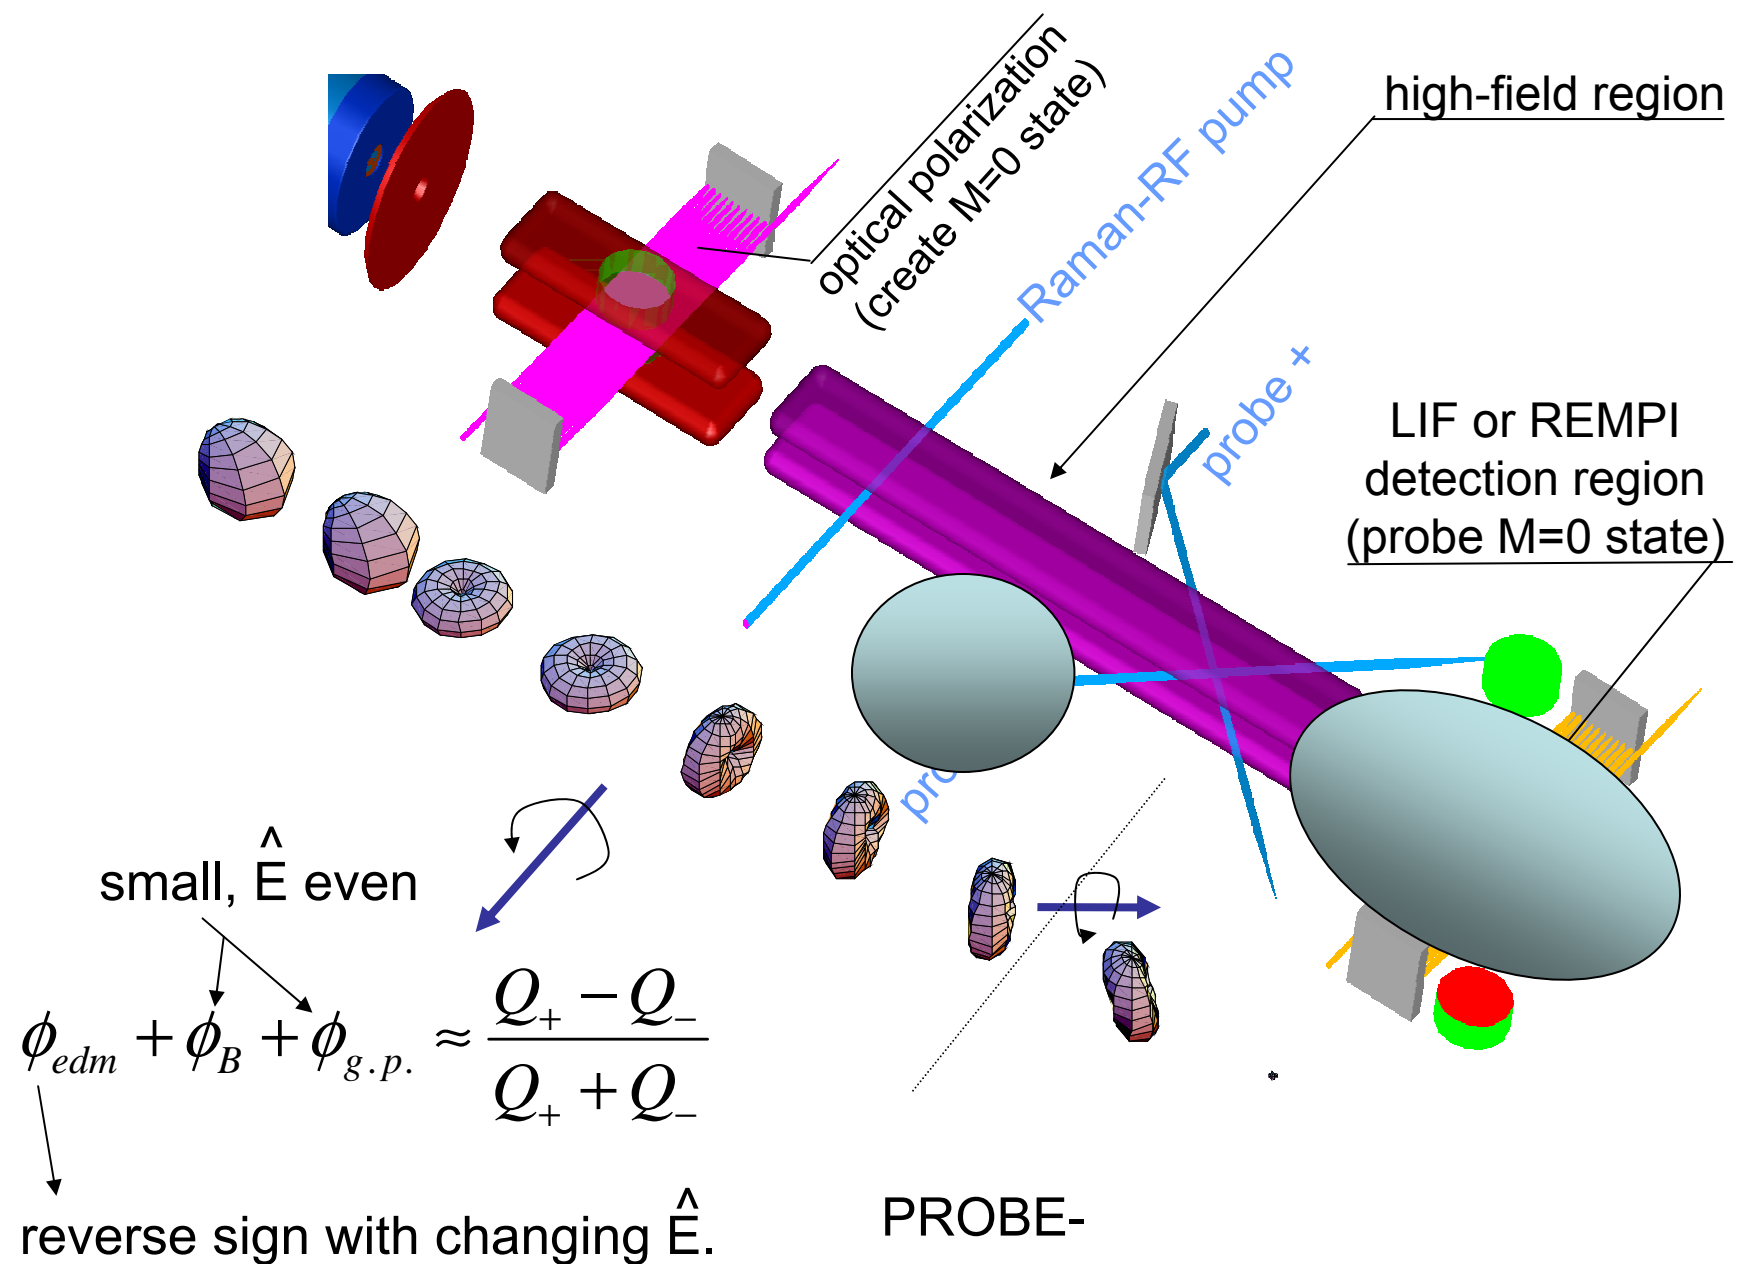 optical polarization
(create M=0 state)
Raman-RF pump
high-field region
probe +
LIF or REMPI
detection region
(probe M=0 state)
small, Ê even
ϕ_edm + ϕ_B + ϕ_g.p. ≈ (Q₊ − Q₋) / (Q₊ + Q₋)
reverse sign with changing Ê.
PROBE-